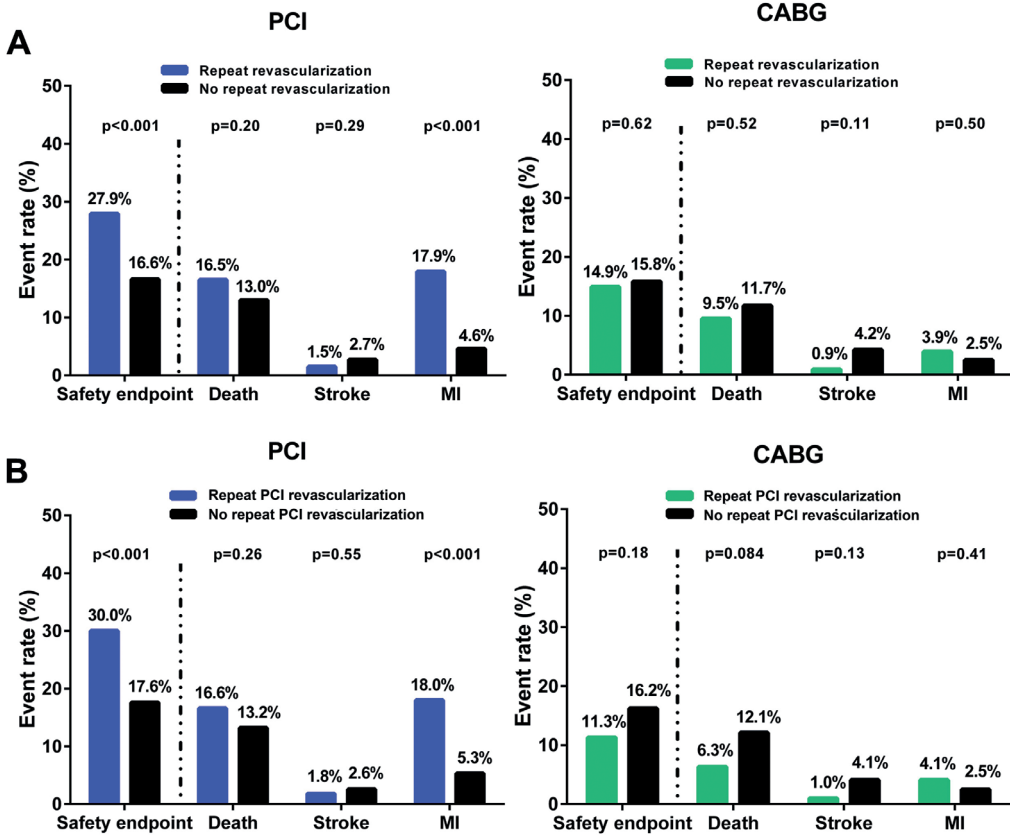 A
PCI
Repeat revascularization
No repeat revascularization
Event rate (%)
50
40
30
20
10
0
p<0.001 p=0.20 p=0.29 p<0.001
27.9% 16.6% 16.5% 13.0% 1.5% 2.7% 17.9% 4.6%
Safety endpoint Death Stroke MI
CABG
Repeat revascularization
No repeat revascularization
Event rate (%)
50
40
30
20
10
0
p=0.62 p=0.52 p=0.11 p=0.50
14.9% 15.8% 9.5% 11.7% 0.9% 4.2% 3.9% 2.5%
Safety endpoint Death Stroke MI
B
PCI
Repeat PCI revascularization
No repeat PCI revascularization
Event rate (%)
50
40
30
20
10
0
p<0.001 p=0.26 p=0.55 p<0.001
30.0% 17.6% 16.6% 13.2% 1.8% 2.6% 18.0% 5.3%
Safety endpoint Death Stroke MI
CABG
Repeat PCI revascularization
No repeat PCI revascularization
Event rate (%)
50
40
30
20
10
0
p=0.18 p=0.084 p=0.13 p=0.41
11.3% 16.2% 6.3% 12.1% 1.0% 4.1% 4.1% 2.5%
Safety endpoint Death Stroke MI